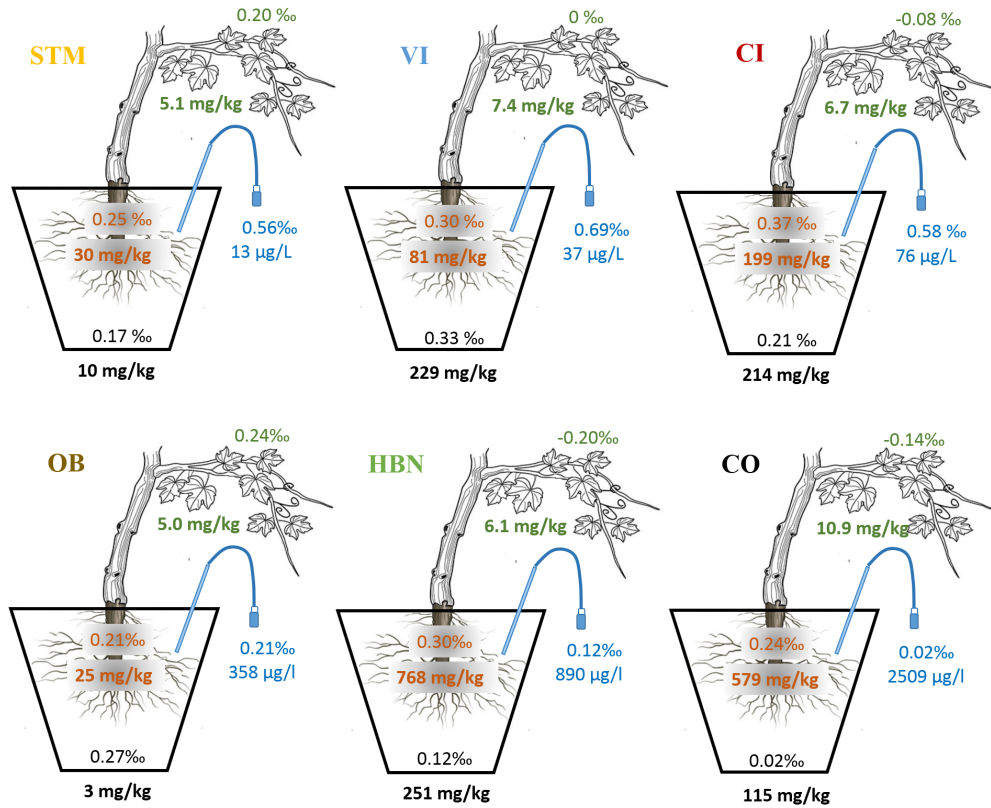 STM
0.20 ‰
5.1 mg/kg
0.25 ‰
30 mg/kg
0.56‰
13 µg/L
0.17 ‰
10 mg/kg
VI
0 ‰
7.4 mg/kg
0.30 ‰
81 mg/kg
0.69‰
37 µg/L
0.33 ‰
229 mg/kg
CI
-0.08 ‰
6.7 mg/kg
0.37 ‰
199 mg/kg
0.58 ‰
76 µg/L
0.21 ‰
214 mg/kg
OB
0.24‰
5.0 mg/kg
0.21‰
25 mg/kg
0.21‰
358 µg/l
0.27‰
3 mg/kg
HBN
-0.20‰
6.1 mg/kg
0.30‰
768 mg/kg
0.12‰
890 µg/l
0.12‰
251 mg/kg
CO
-0.14‰
10.9 mg/kg
0.24‰
579 mg/kg
0.02‰
2509 µg/l
0.02‰
115 mg/kg